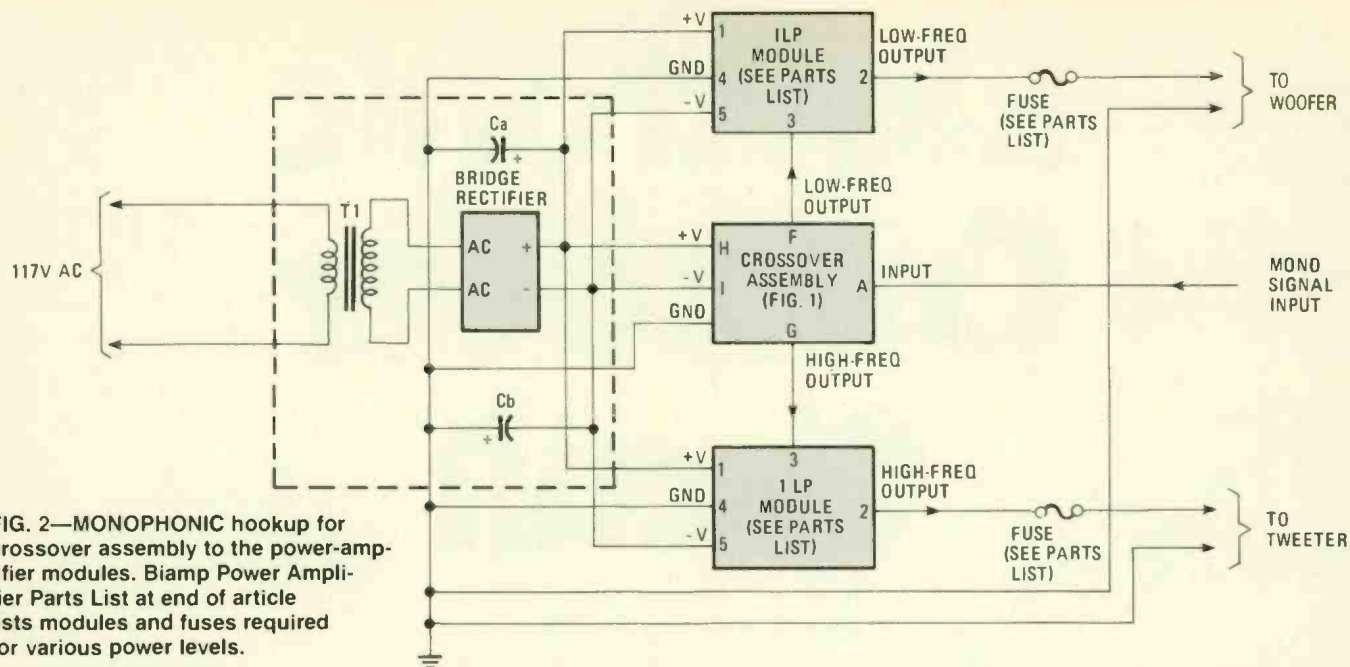 117V AC
T1
Ca
+
BRIDGE
RECTIFIER
AC +
AC -
Cb
+
+V
GND
-V
1
4
5
ILP
MODULE
(SEE PARTS
LIST)
2
3
LOW-FREQ
OUTPUT
FUSE
(SEE PARTS
LIST)
TO
WOOFER
LOW-FREQ
OUTPUT
+V
-V
GND
H
I
F
CROSSOVER
ASSEMBLY
(FIG. 1)
A
G
INPUT
MONO
SIGNAL
INPUT
HIGH-FREQ
OUTPUT
+V
GND
-V
1
4
5
3
1 LP
MODULE
(SEE PARTS
LIST)
2
HIGH-FREQ
OUTPUT
FUSE
(SEE PARTS
LIST)
TO
TWEETER
FIG. 2—MONOPHONIC hookup for
rossover assembly to the power-amp-
fier modules. Biamp Power Ampli-
ier Parts List at end of article
sts modules and fuses required
or various power levels.